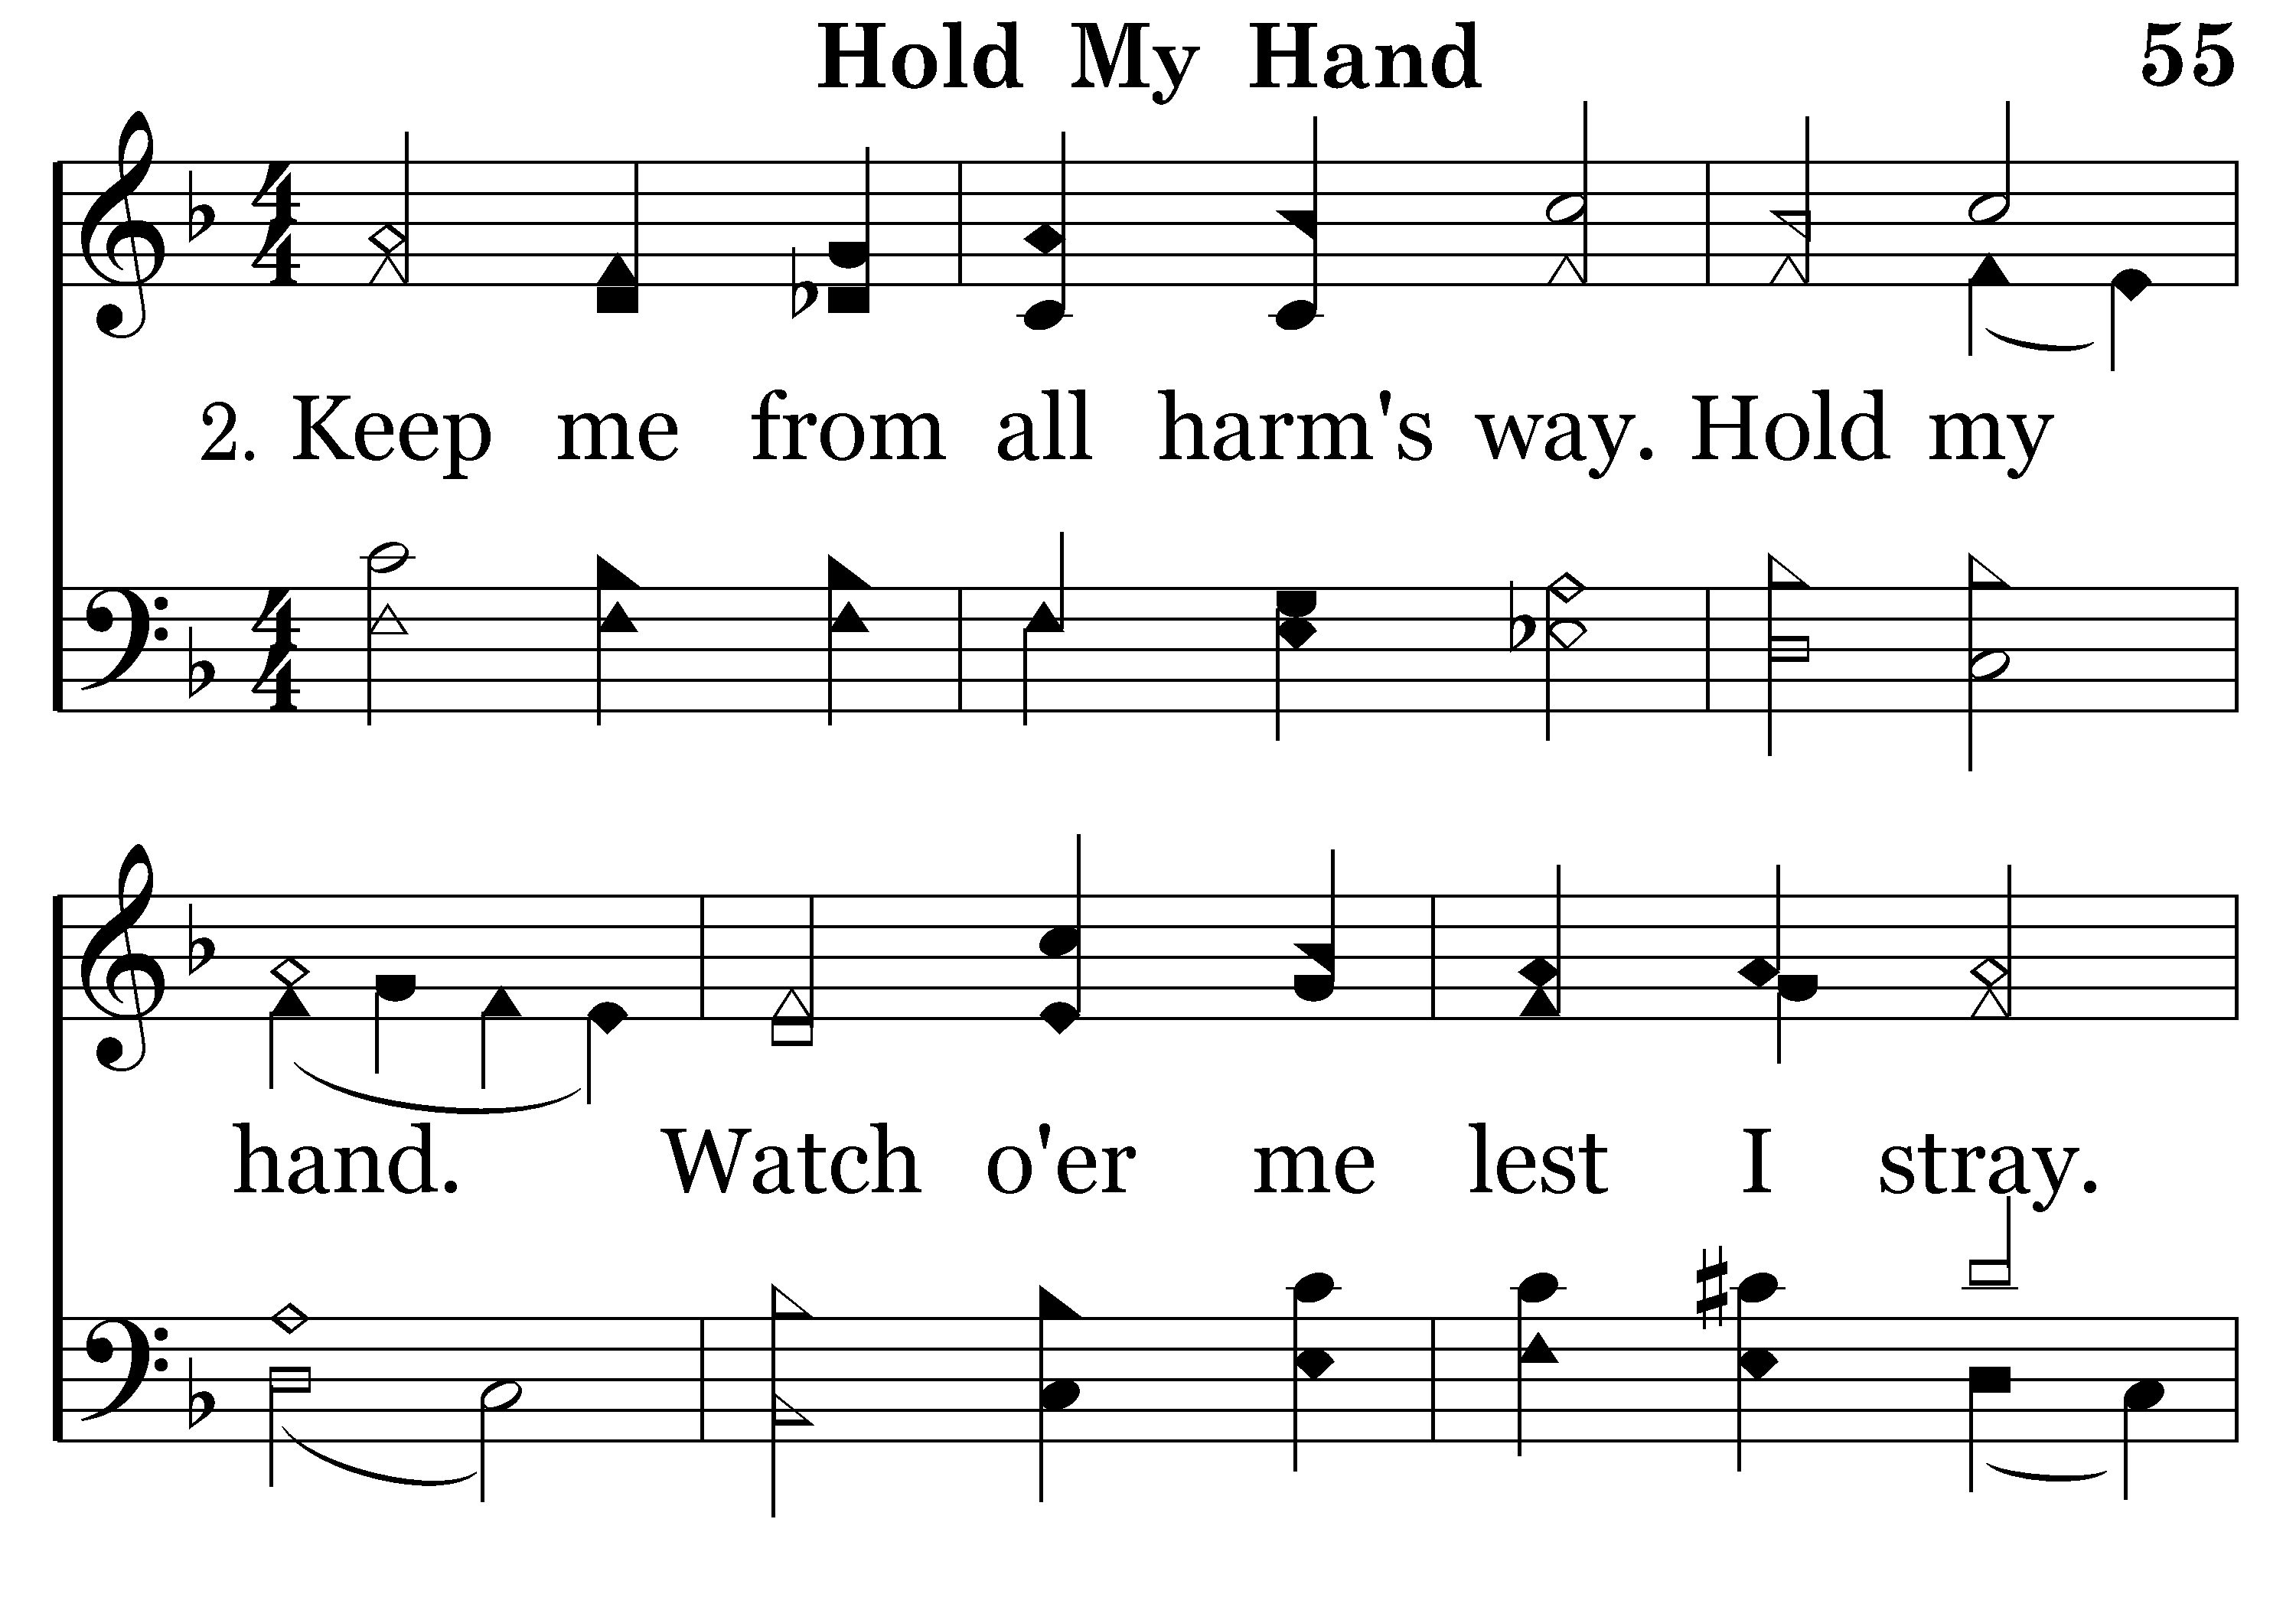 Hold My Hand 55
2. Keep me from all harm's way. Hold my
hand. Watch o'er me lest I stray.